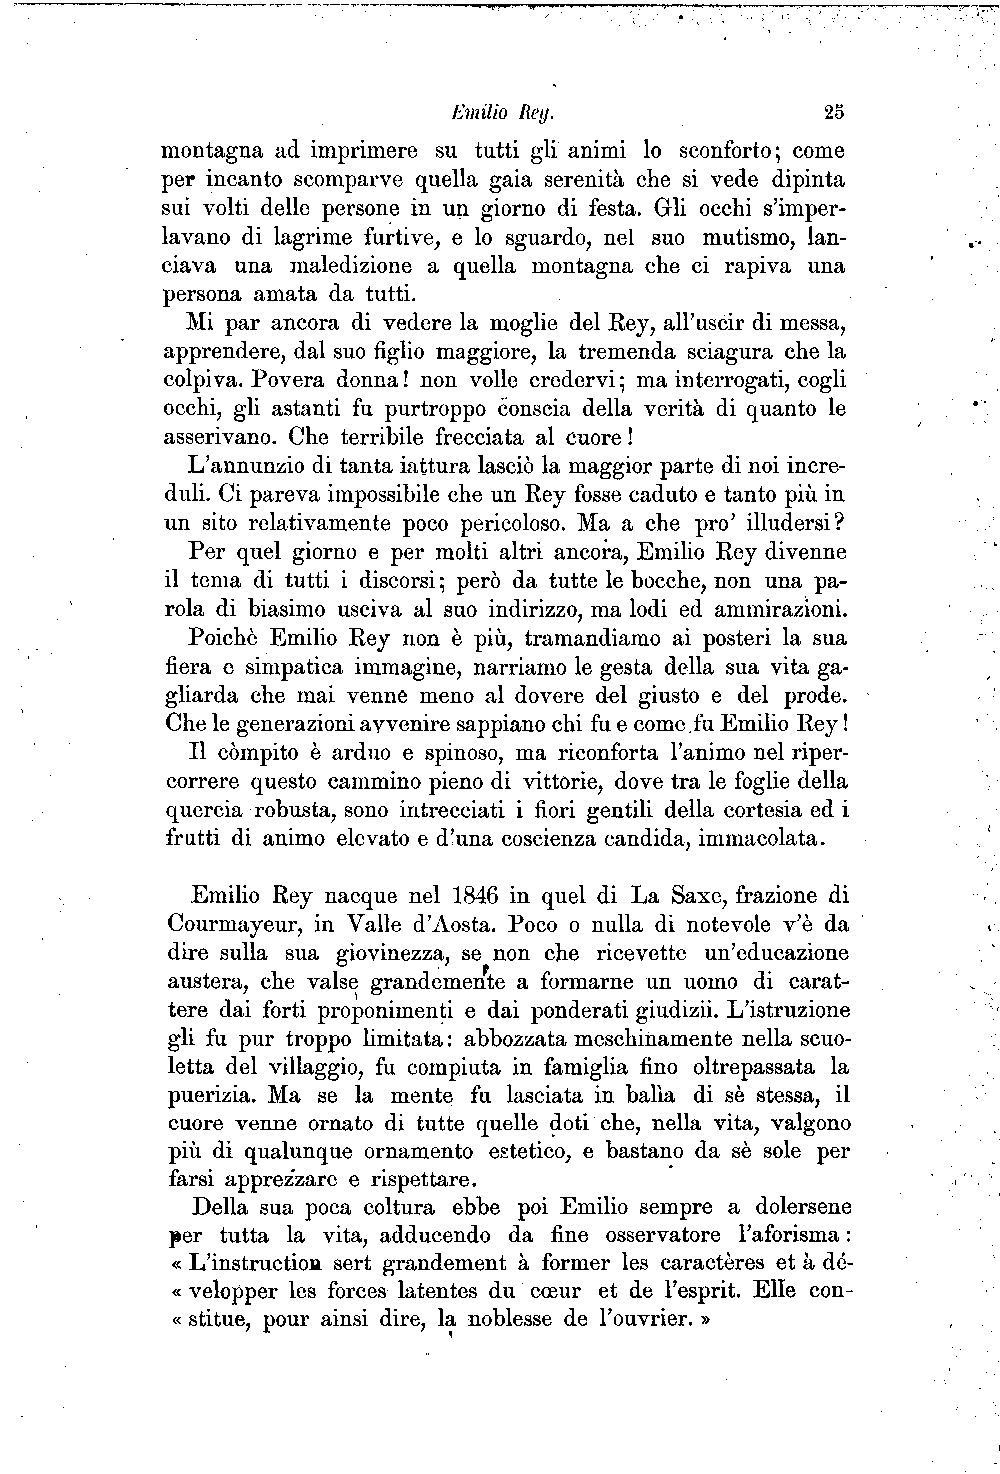 Emilio Rey. 25
montagna ad imprimere su tutti gli animi lo sconforto; come
per incanto scomparve quella gaia serenità che si vede dipinta
sui volti delle persone in un giorno di festa. Gli occhi s'imper-
lavano di lagrime furtive, e lo sguardo, nel suo mutismo, lan-
ciava una maledizione a quella montagna che ci rapiva una
persona amata da tutti.
Mi par ancora di vedere la moglie del Rey, all'uscir di messa,
apprendere, dal suo figlio maggiore, la tremenda sciagura che la
colpiva. Povera donna! non volle credervi; ma interrogati, cogli
occhi, gli astanti fu purtroppo conscia della verità di quanto le
asserivano. Che terribile frecciata al cuore!
L'annunzio di tanta iattura lasciò la maggior parte di noi incre-
duli. Ci pareva impossibile che un Rey fosse caduto e tanto più in
un sito relativamente poco pericoloso. Ma a che pro' illudersi?
Per quel giorno e per molti altri ancora, Emilio Rey divenne
il tema di tutti i discorsi; però da tutte le bocche, non una pa-
rola di biasimo usciva al suo indirizzo, ma lodi ed ammirazioni.
Poichè Emilio Rey non è più, tramandiamo ai posteri la sua
fiera e simpatica immagine, narriamo le gesta della sua vita ga-
gliarda che mai venne meno al dovere del giusto e del prode.
Che le generazioni avvenire sappiano chi fu e come fu Emilio Rey!
Il còmpito è arduo e spinoso, ma riconforta l'animo nel riper-
correre questo cammino pieno di vittorie, dove tra le foglie della
quercia robusta, sono intrecciati i fiori gentili della cortesia ed i
frutti di animo elevato e d'una coscienza candida, immacolata.
Emilio Rey nacque nel 1846 in quel di La Saxe, frazione di
Courmayeur, in Valle d'Aosta. Poco o nulla di notevole v'è da
dire sulla sua giovinezza, se non che ricevette un'educazione
austera, che valse grandemente a formarne un uomo di carat-
tere dai forti proponimenti e dai ponderati giudizii. L'istruzione
gli fu pur troppo limitata: abbozzata meschinamente nella scuo-
letta del villaggio, fu compiuta in famiglia fino oltrepassata la
puerizia. Ma se la mente fu lasciata in balìa di sè stessa, il
cuore venne ornato di tutte quelle doti che, nella vita, valgono
più di qualunque ornamento estetico, e bastano da sè sole per
farsi apprezzare e rispettare.
Della sua poca coltura ebbe poi Emilio sempre a dolersene
per tutta la vita, adducendo da fine osservatore l'aforisma:
« L'instruction sert grandement à former les caractères et à dé-
« velopper les forces latentes du cœur et de l'esprit. Elle con-
« stitue, pour ainsi dire, la noblesse de l'ouvrier. »